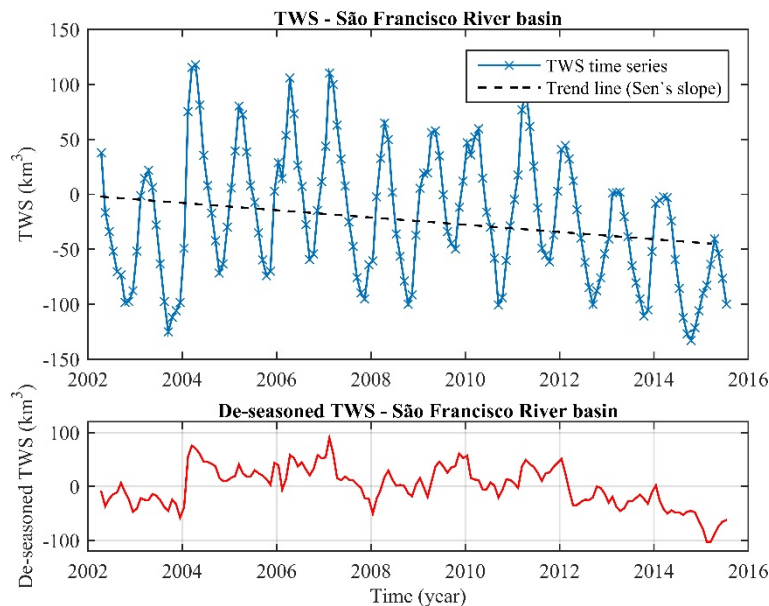 TWS - São Francisco River basin
150
100
50
0
-50
-100
-150
TWS (km³)
TWS time series
Trend line (Sen`s slope)
2002 2004 2006 2008 2010 2012 2014 2016
De-seasoned TWS - São Francisco River basin
100
0
-100
De-seasoned TWS (km³)
2002 2004 2006 2008 2010 2012 2014 2016
Time (year)